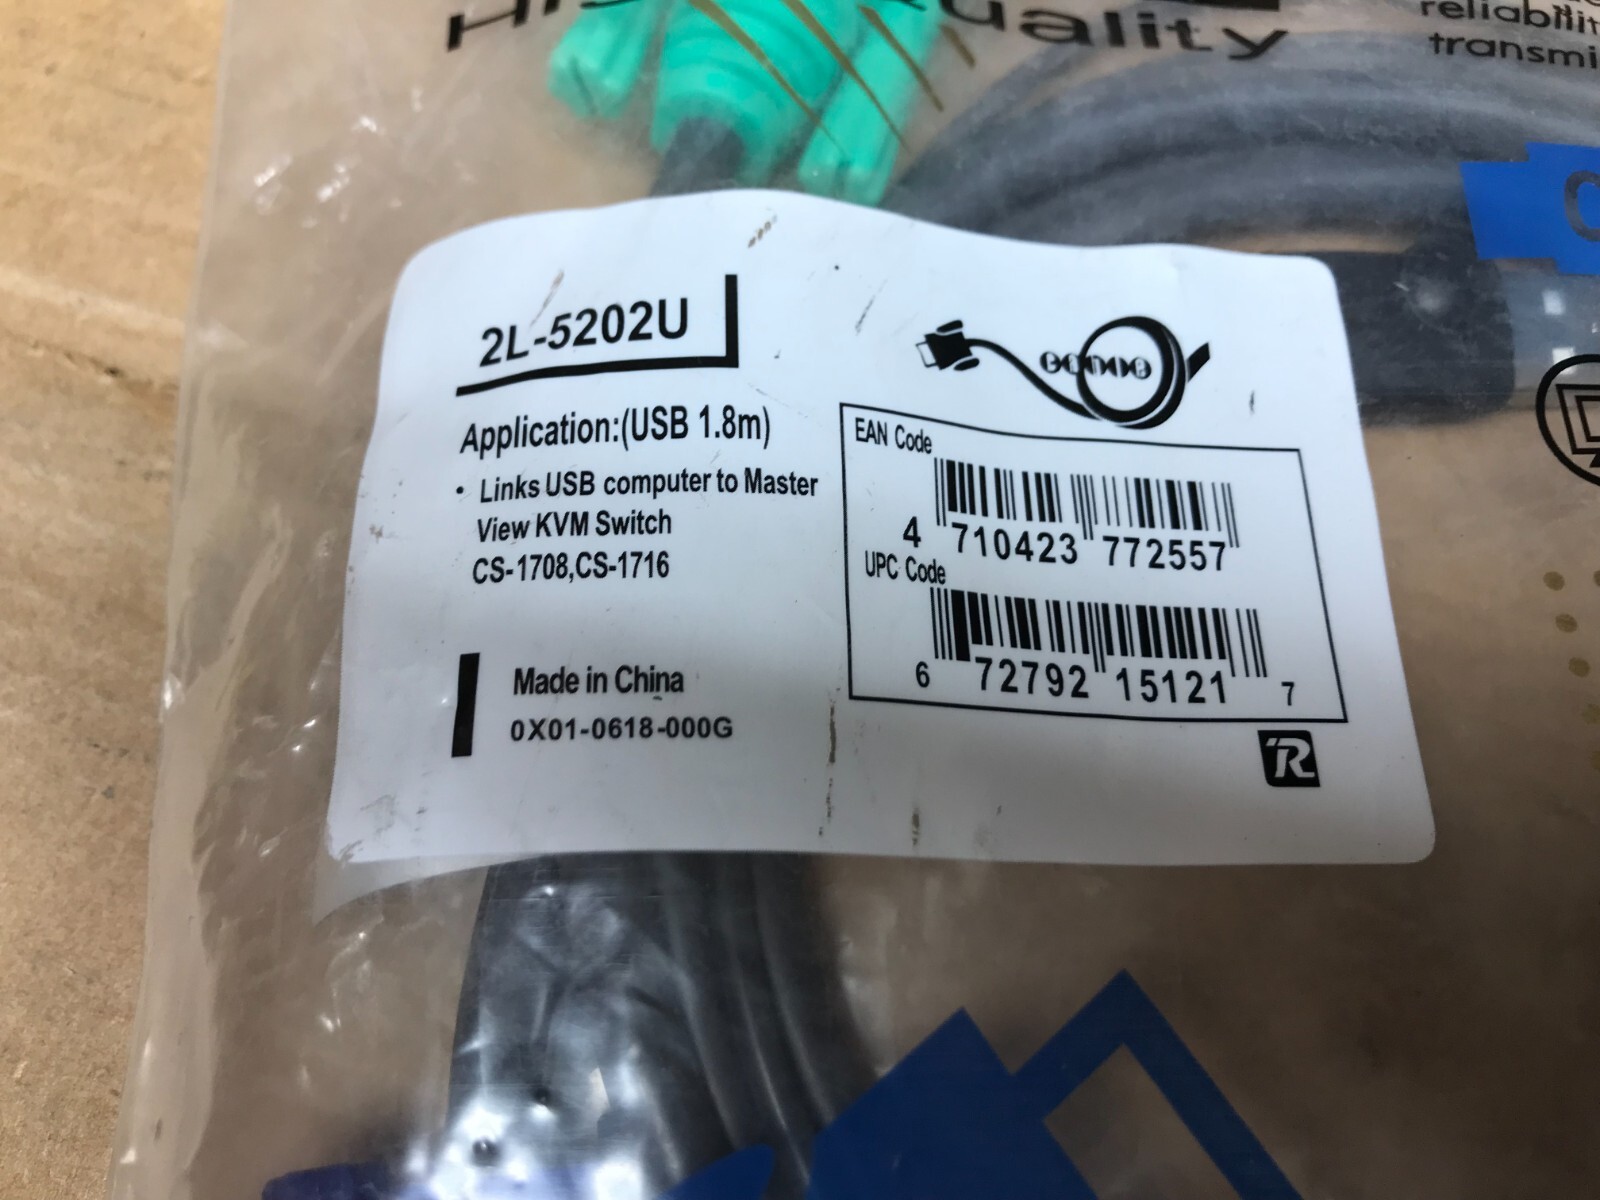 reliabilit
transmi
uality
2L-5202U
Application:(USB 1.8m)
• Links USB computer to Master
View KVM Switch
CS-1708,CS-1716
Made in China
0X01-0618-000G
EAN Code
4 710423 772557
UPC Code
6 72792 15121 7
R